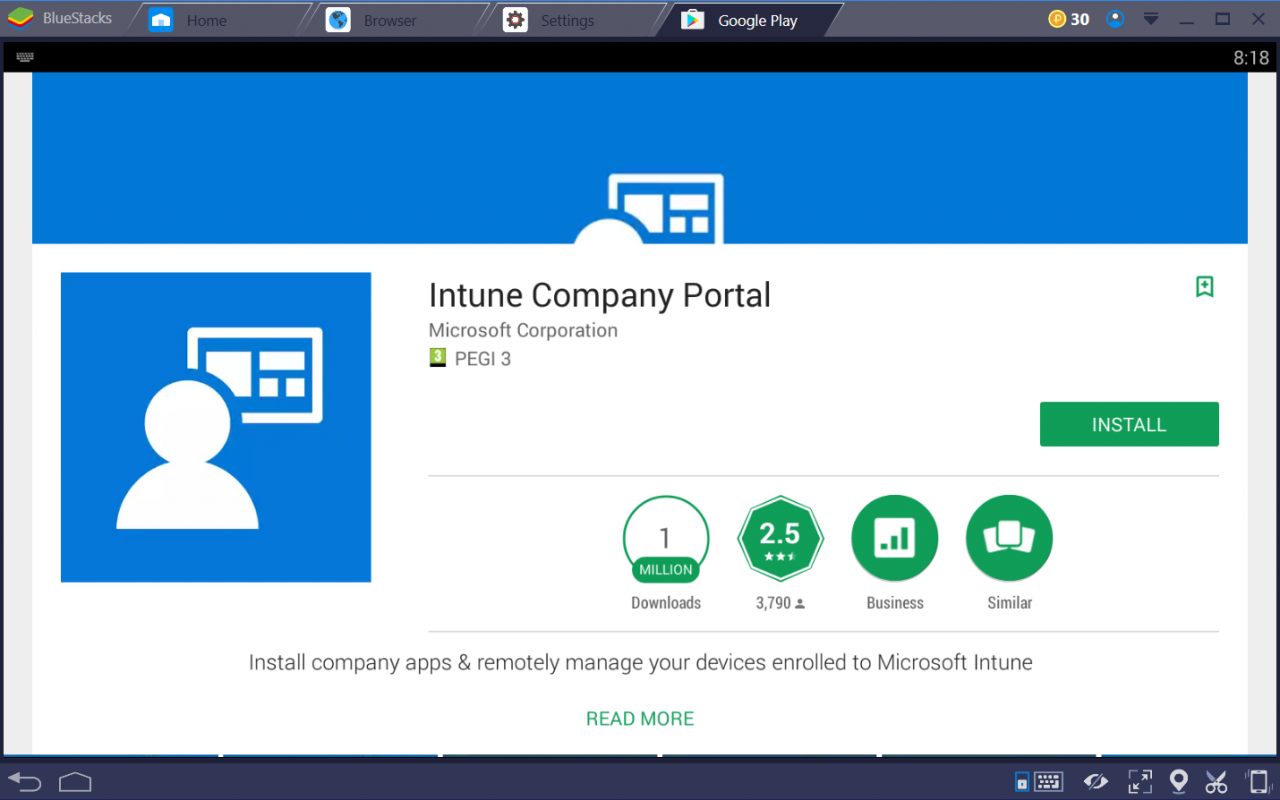 BlueStacks Home Browser Settings Google Play 30
8:18
Intune Company Portal
Microsoft Corporation
3 PEGI 3
INSTALL
1 MILLION Downloads
2.5 3,790
Business
Similar
Install company apps & remotely manage your devices enrolled to Microsoft Intune
READ MORE